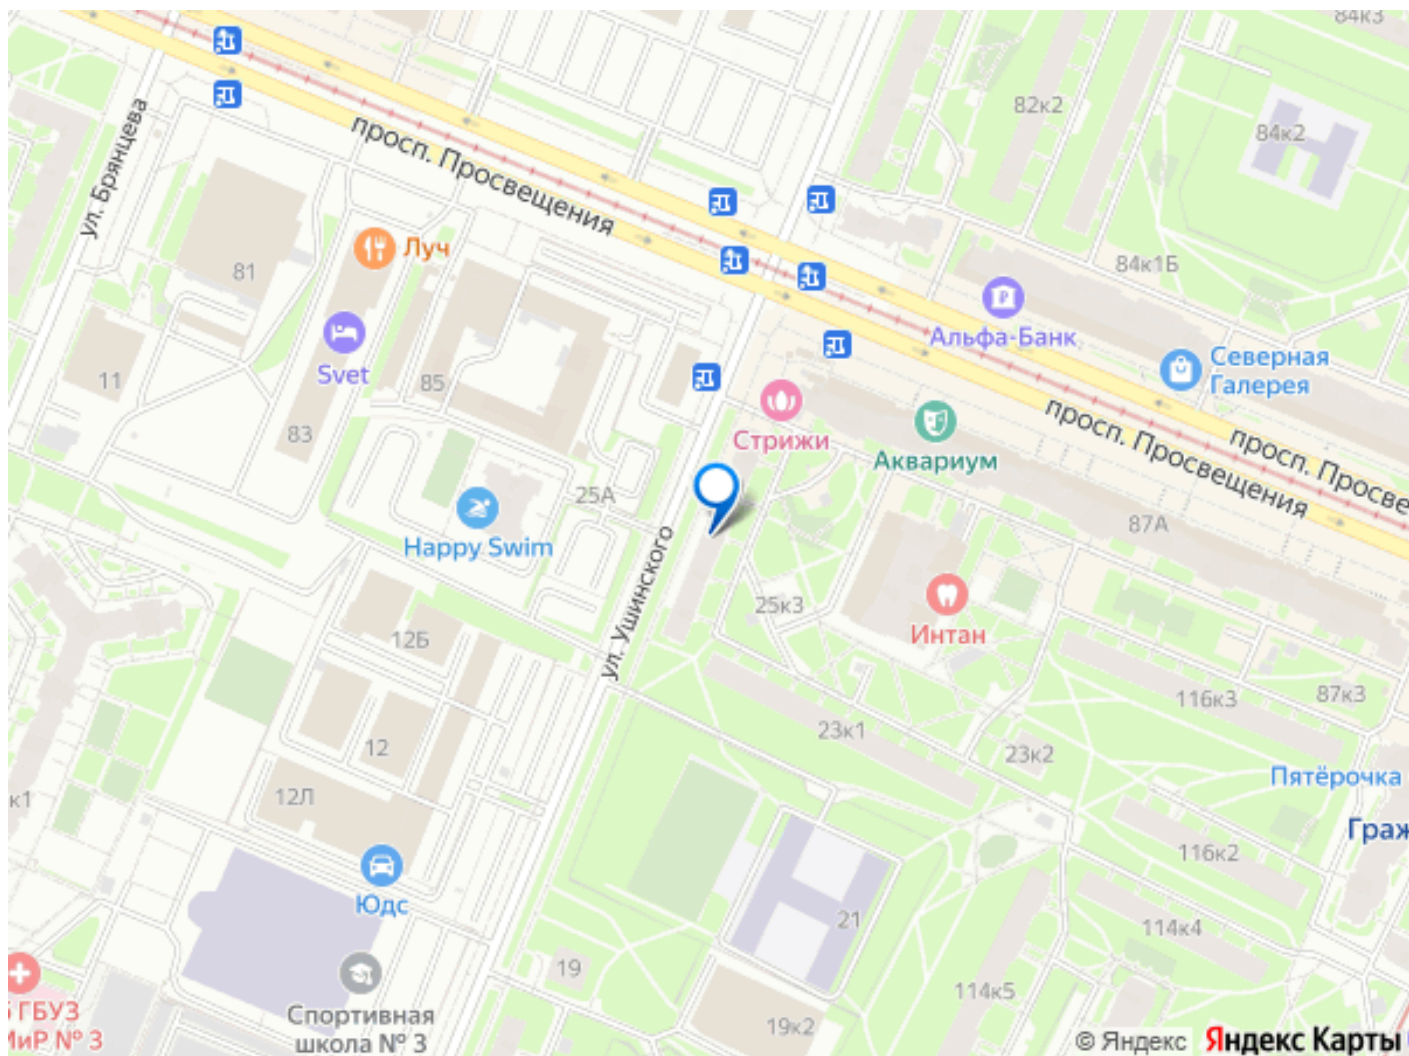 84к3
82к2
84к2
ул. Брянцева
просп. Просвещения
Луч
81
84к1Б
Альфа-Банк
Svet
85
11
Северная
Галерея
83
Стрижи
Аквариум
просп. Просвещения
просп. Просве
25А
87А
Happy Swim
ул. Ушинского
25к3
12Б
Интан
116к3
87к3
23к1
12
23к2
Пятёрочка
12Л
к1
Граж
116к2
Юдс
21
114к4
19
114к5
Спортивная
школа № 3
ГБУЗ
МиР № 3
19к2
© Яндекс
Яндекс Карты